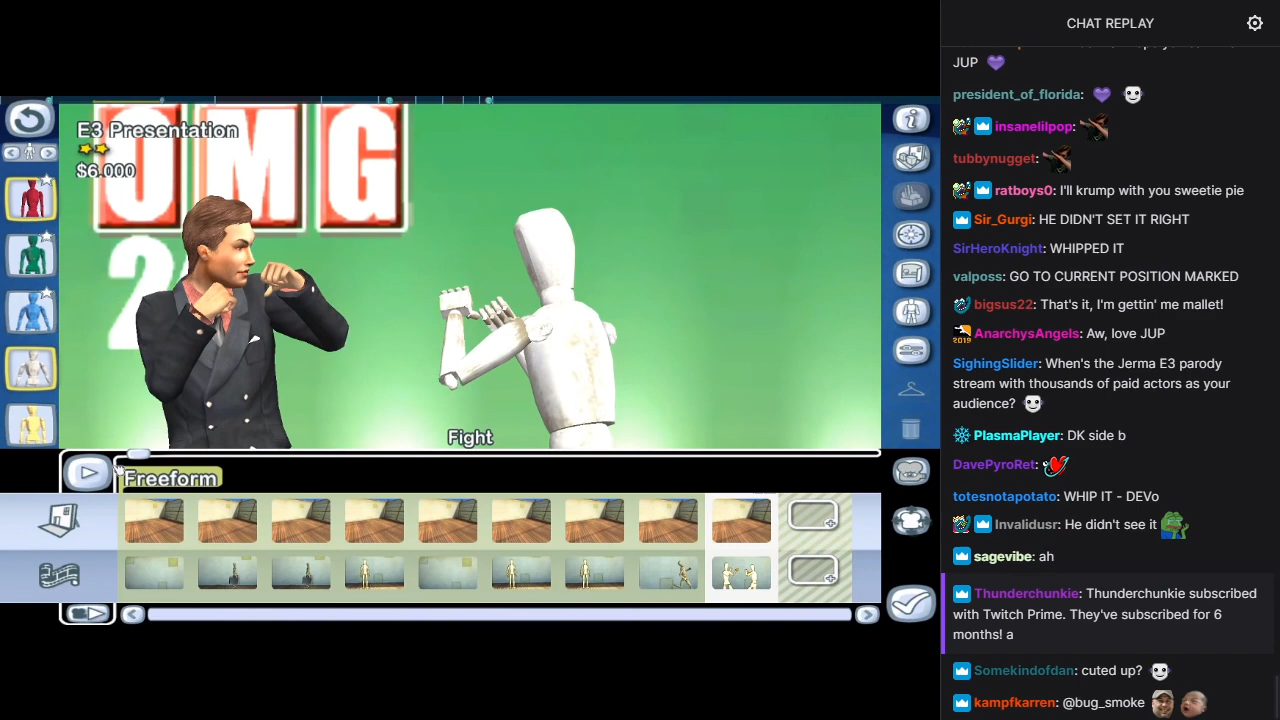 E3 Presentation
$6.000
OMG
2
Fight
Freeform
CHAT REPLAY
JUP
president_of_florida:
insanelilpop:
tubbynugget:
ratboys0: I'll krump with you sweetie pie
Sir_Gurgi: HE DIDN'T SET IT RIGHT
SirHeroKnight: WHIPPED IT
valposs: GO TO CURRENT POSITION MARKED
bigsus22: That's it, I'm gettin' me mallet!
2019 AnarchysAngels: Aw, love JUP
SighingSlider: When's the Jerma E3 parody
stream with thousands of paid actors as your
audience?
PlasmaPlayer: DK side b
DavePyroRet:
totesnotapotato: WHIP IT - DEVo
Invalidusr: He didn't see it
sagevibe: ah
Thunderchunkie: Thunderchunkie subscribed
with Twitch Prime. They've subscribed for 6
months! a
Somekindofdan: cuted up?
kampfkarren: @bug_smoke